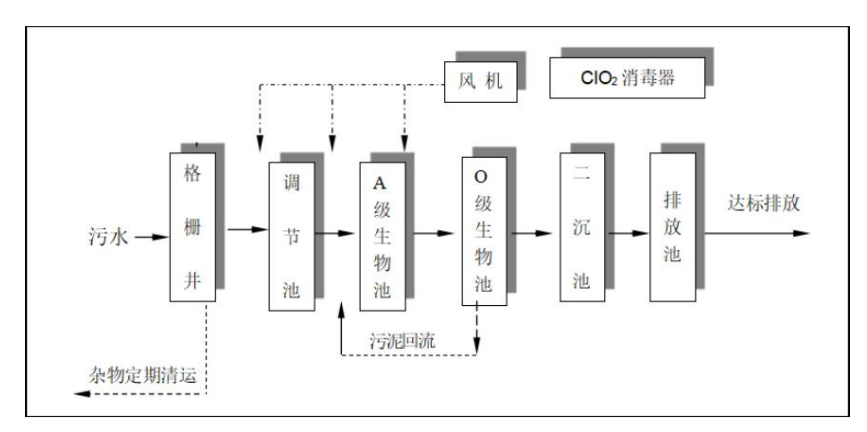 风机
ClO₂消毒器
污水
格栅井
调节池
A级生物池
O级生物池
二沉池
排放池
达标排放
污泥回流
杂物定期清运